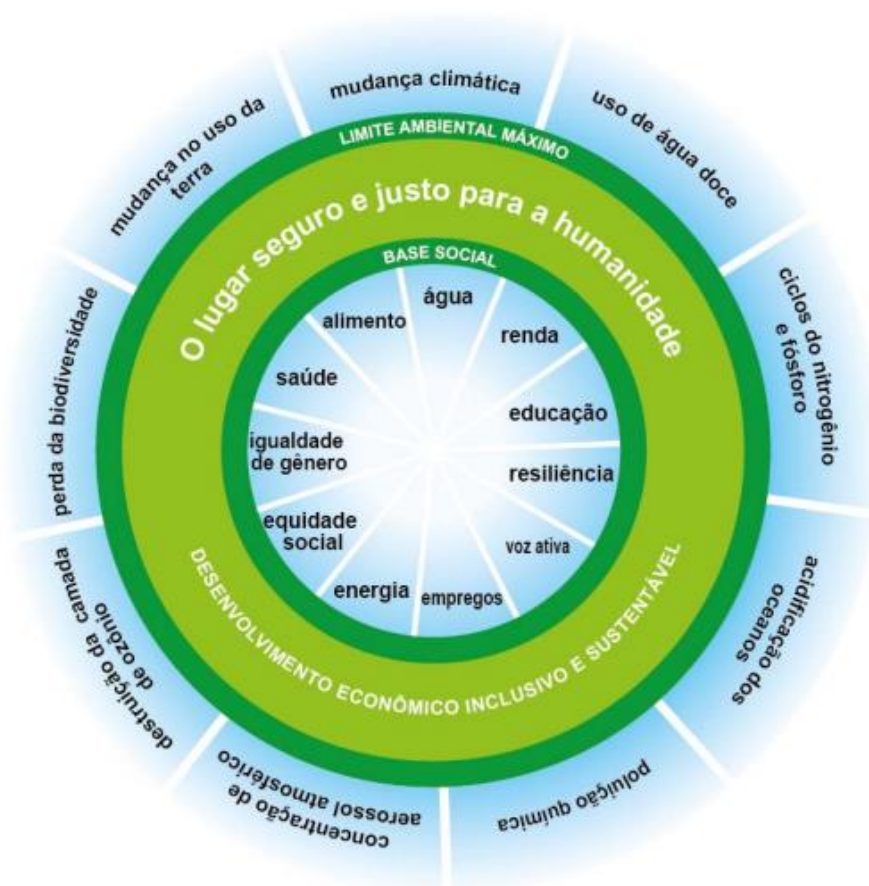 mudança climática
uso de água doce
ciclos do nitrogênio
e fósforo
acidificação dos
oceanos
poluição química
concentração de
aerossol atmosférico
destruição da camada
de ozônio
perda da biodiversidade
mudança no uso da
terra
LIMITE AMBIENTAL MÁXIMO
O lugar seguro e justo para a humanidade
BASE SOCIAL
água
renda
educação
resiliência
voz ativa
empregos
energia
equidade
social
igualdade
de gênero
saúde
alimento
DESENVOLVIMENTO ECONÔMICO INCLUSIVO E SUSTENTÁVEL